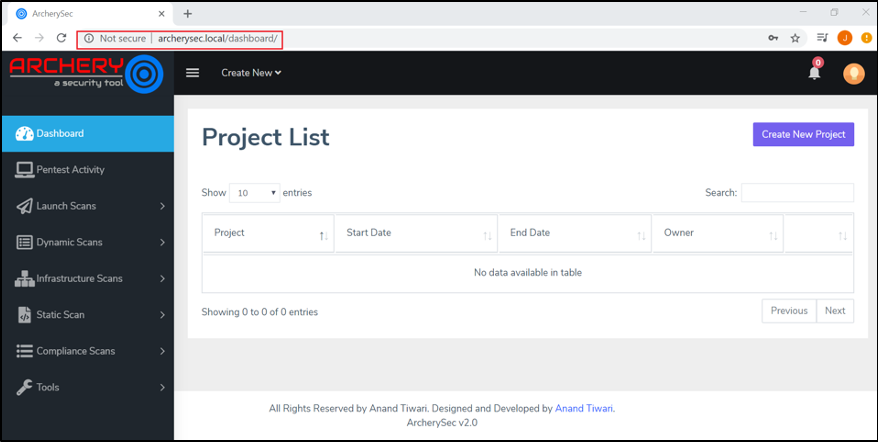 ArcherySec
Not secure | archerysec.local/dashboard/
J
ARCHERY
a security tool
Create New
0
Dashboard
Pentest Activity
Launch Scans
Dynamic Scans
Infrastructure Scans
Static Scan
Compliance Scans
Tools
Project List
Create New Project
Show 10 entries
Search:
Project Start Date End Date Owner
No data available in table
Showing 0 to 0 of 0 entries
Previous Next
All Rights Reserved by Anand Tiwari. Designed and Developed by Anand Tiwari.
ArcherySec v2.0